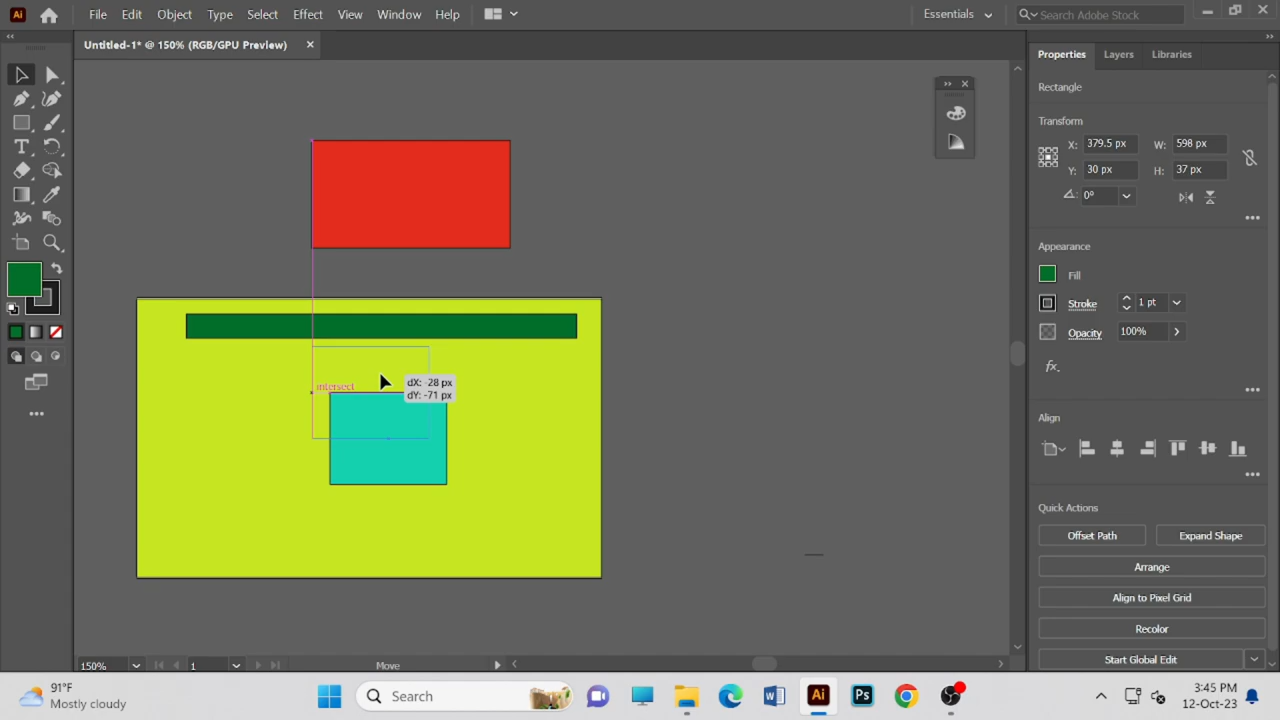 Ai
File
Edit
Object
Type
Select
Effect
View
Window
Help
Essentials
Search Adobe Stock
Untitled-1* @ 150% (RGB/GPU Preview)
Properties
Layers
Libraries
Rectangle
Transform
X:
379.5 px
W:
598 px
Y:
30 px
H:
37 px
0°
Appearance
Fill
Stroke
1 pt
Opacity
100%
fx.
Align
Quick Actions
Offset Path
Expand Shape
Arrange
Align to Pixel Grid
Recolor
Start Global Edit
intersect
dX: -28 px
dY: -71 px
150%
1
Move
91°F
Mostly cloudy
Search
W
Ai
Ps
3:45 PM
12-Oct-23